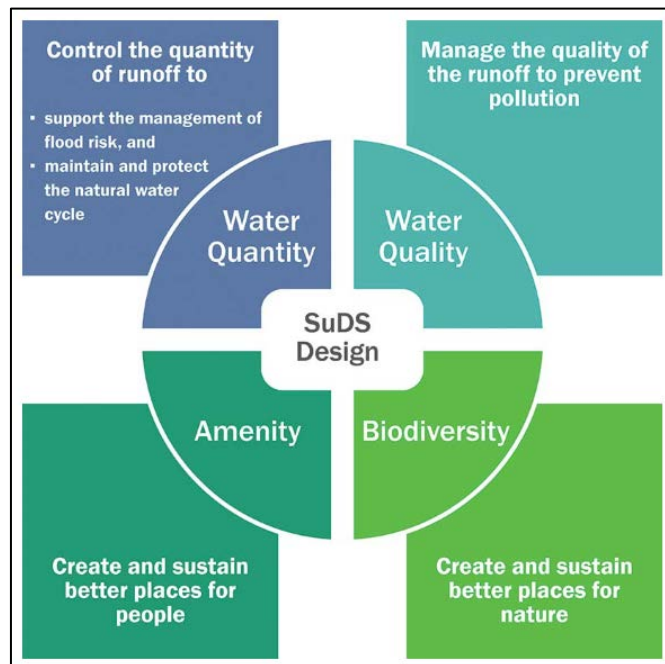 Control the quantity
of runoff to
• support the management of
flood risk, and
• maintain and protect
the natural water
cycle
Manage the quality of
the runoff to prevent
pollution
Water
Quantity
Water
Quality
SuDS
Design
Amenity
Biodiversity
Create and sustain
better places for
people
Create and sustain
better places for
nature